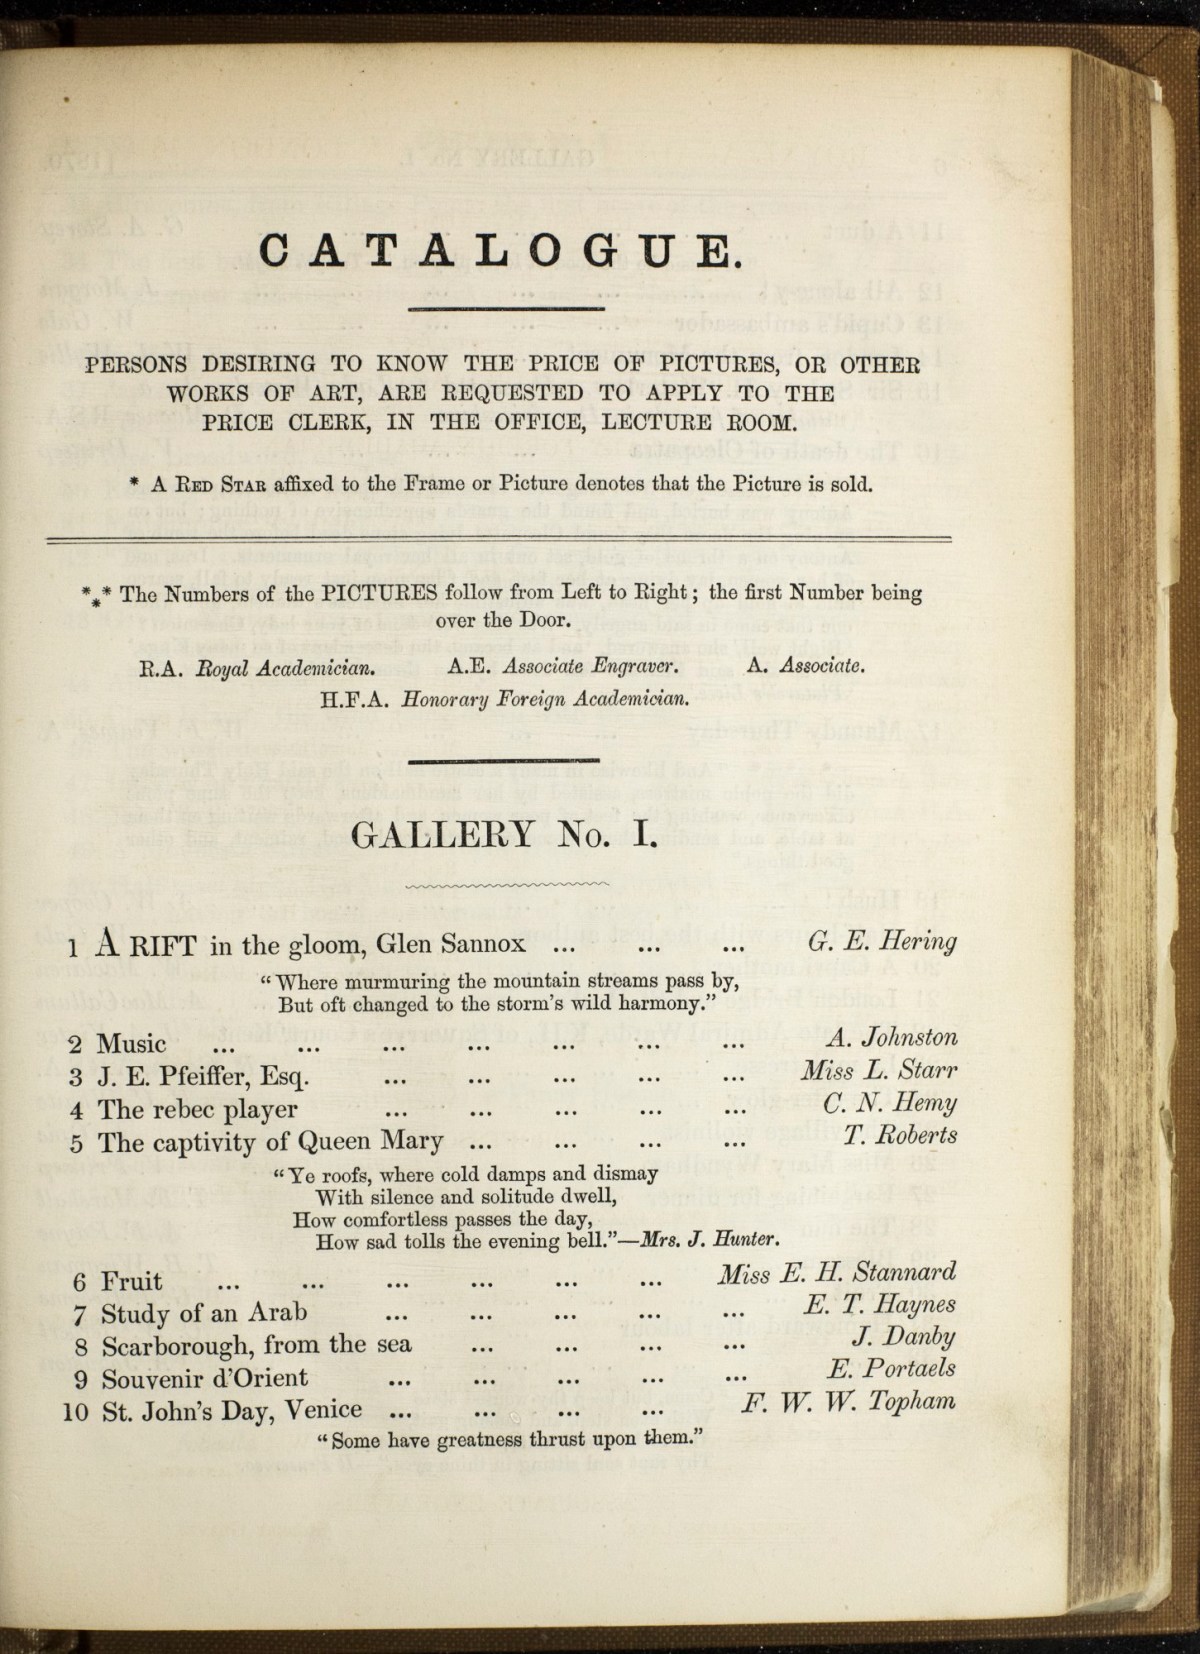 CATALOGUE.
PERSONS DESIRING TO KNOW THE PRICE OF PICTURES, OR OTHER
WORKS OF ART, ARE REQUESTED TO APPLY TO THE
PRICE CLERK, IN THE OFFICE, LECTURE ROOM.
* A RED STAR affixed to the Frame or Picture denotes that the Picture is sold.
*** The Numbers of the PICTURES follow from Left to Right; the first Number being
over the Door.
R.A. Royal Academician. A.E. Associate Engraver. A. Associate.
H.F.A. Honorary Foreign Academician.
GALLERY No. I.
1 A RIFT in the gloom, Glen Sannox ... ... ... G. E. Hering
"Where murmuring the mountain streams pass by,
But oft changed to the storm's wild harmony."
2 Music ... ... ... ... ... ... ... A. Johnston
3 J. E. Pfeiffer, Esq. ... ... ... ... ... Miss L. Starr
4 The rebec player ... ... ... ... ... C. N. Hemy
5 The captivity of Queen Mary ... ... ... ... T. Roberts
"Ye roofs, where cold damps and dismay
With silence and solitude dwell,
How comfortless passes the day,
How sad tolls the evening bell."—Mrs. J. Hunter.
6 Fruit ... ... ... ... ... ... Miss E. H. Stannard
7 Study of an Arab ... ... ... ... ... E. T. Haynes
8 Scarborough, from the sea ... ... ... ... J. Danby
9 Souvenir d'Orient ... ... ... ... ... E. Portaels
10 St. John's Day, Venice ... ... ... ... F. W. W. Topham
"Some have greatness thrust upon them."